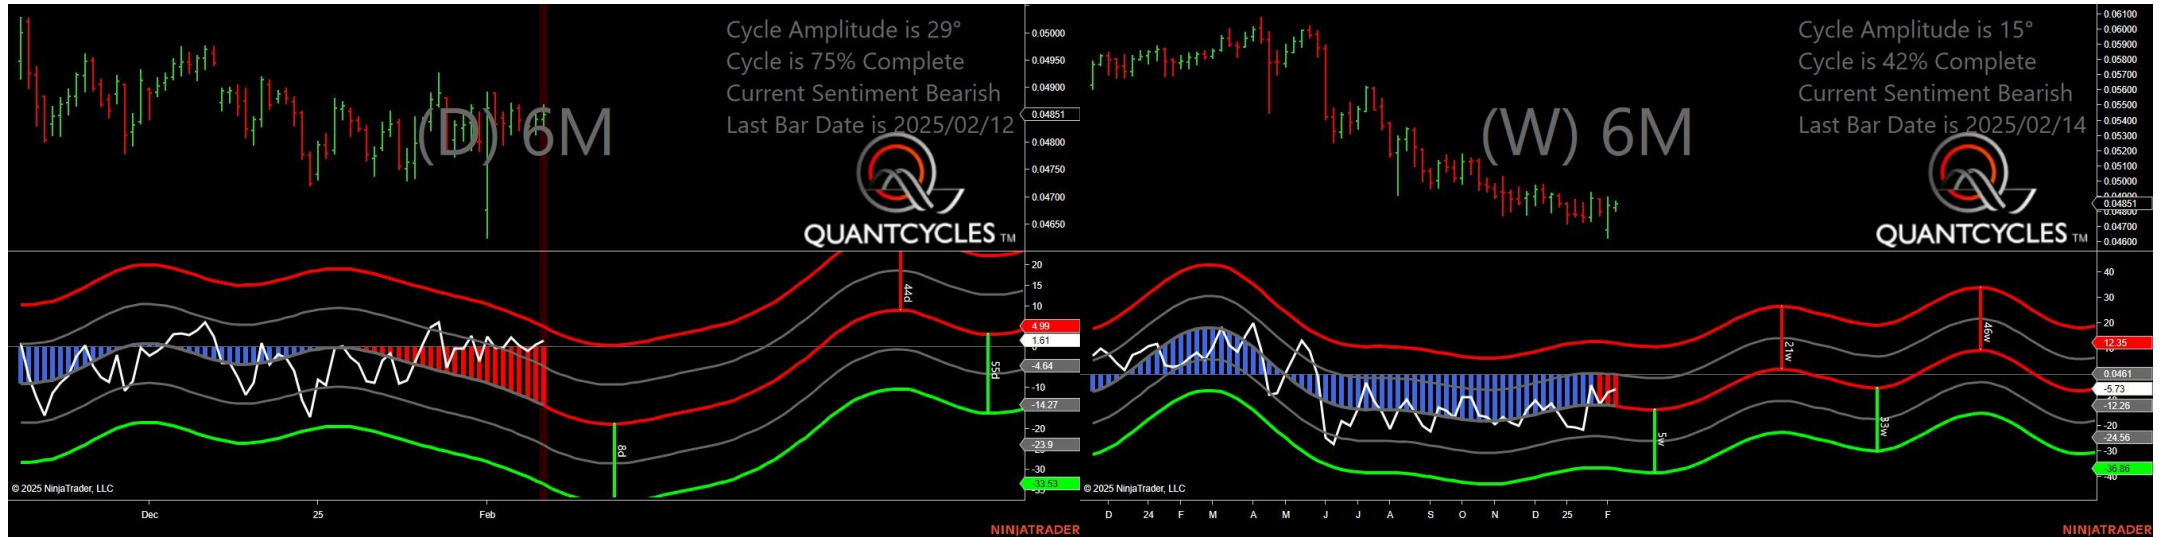 Cycle Amplitude is 29°
Cycle is 75% Complete
Current Sentiment Bearish
Last Bar Date is 2025/02/12
(D) 6M
QUANTCYCLES TM
0.05000
0.04950
0.04900
0.04851
0.04800
0.04750
0.04700
0.04650
20
15
10
4.99
1.61
-4.64
-10
-14.27
-20
-23.9
-30
-33.53
44d
55d
8d
© 2025 NinjaTrader, LLC
Dec
25
Feb
NINJATRADER
Cycle Amplitude is 15°
Cycle is 42% Complete
Current Sentiment Bearish
Last Bar Date is 2025/02/14
(W) 6M
QUANTCYCLES TM
0.06100
0.06000
0.05900
0.05800
0.05700
0.05600
0.05500
0.05400
0.05300
0.05200
0.05100
0.05000
0.04851
0.04800
0.04700
0.04600
40
30
20
12.35
0.0461
-5.73
-12.26
-20
-24.56
-30
-36.86
-40
21w
46w
5w
33w
© 2025 NinjaTrader, LLC
D 24 F M A M J J A S O N D 25 F
NINJATRADER